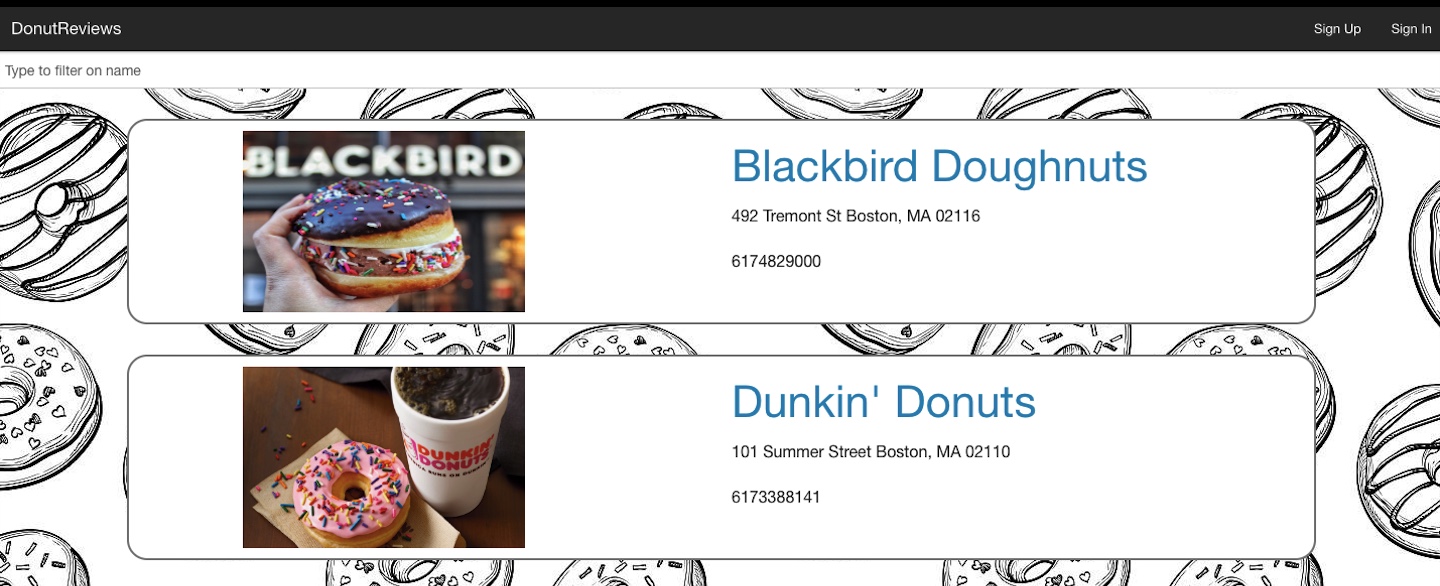 DonutReviews
Sign Up
Sign In
Type to filter on name
BLACKBIRD
Blackbird Doughnuts
492 Tremont St Boston, MA 02116
6174829000
DUNKIN'
DONUTS
Dunkin' Donuts
101 Summer Street Boston, MA 02110
6173388141